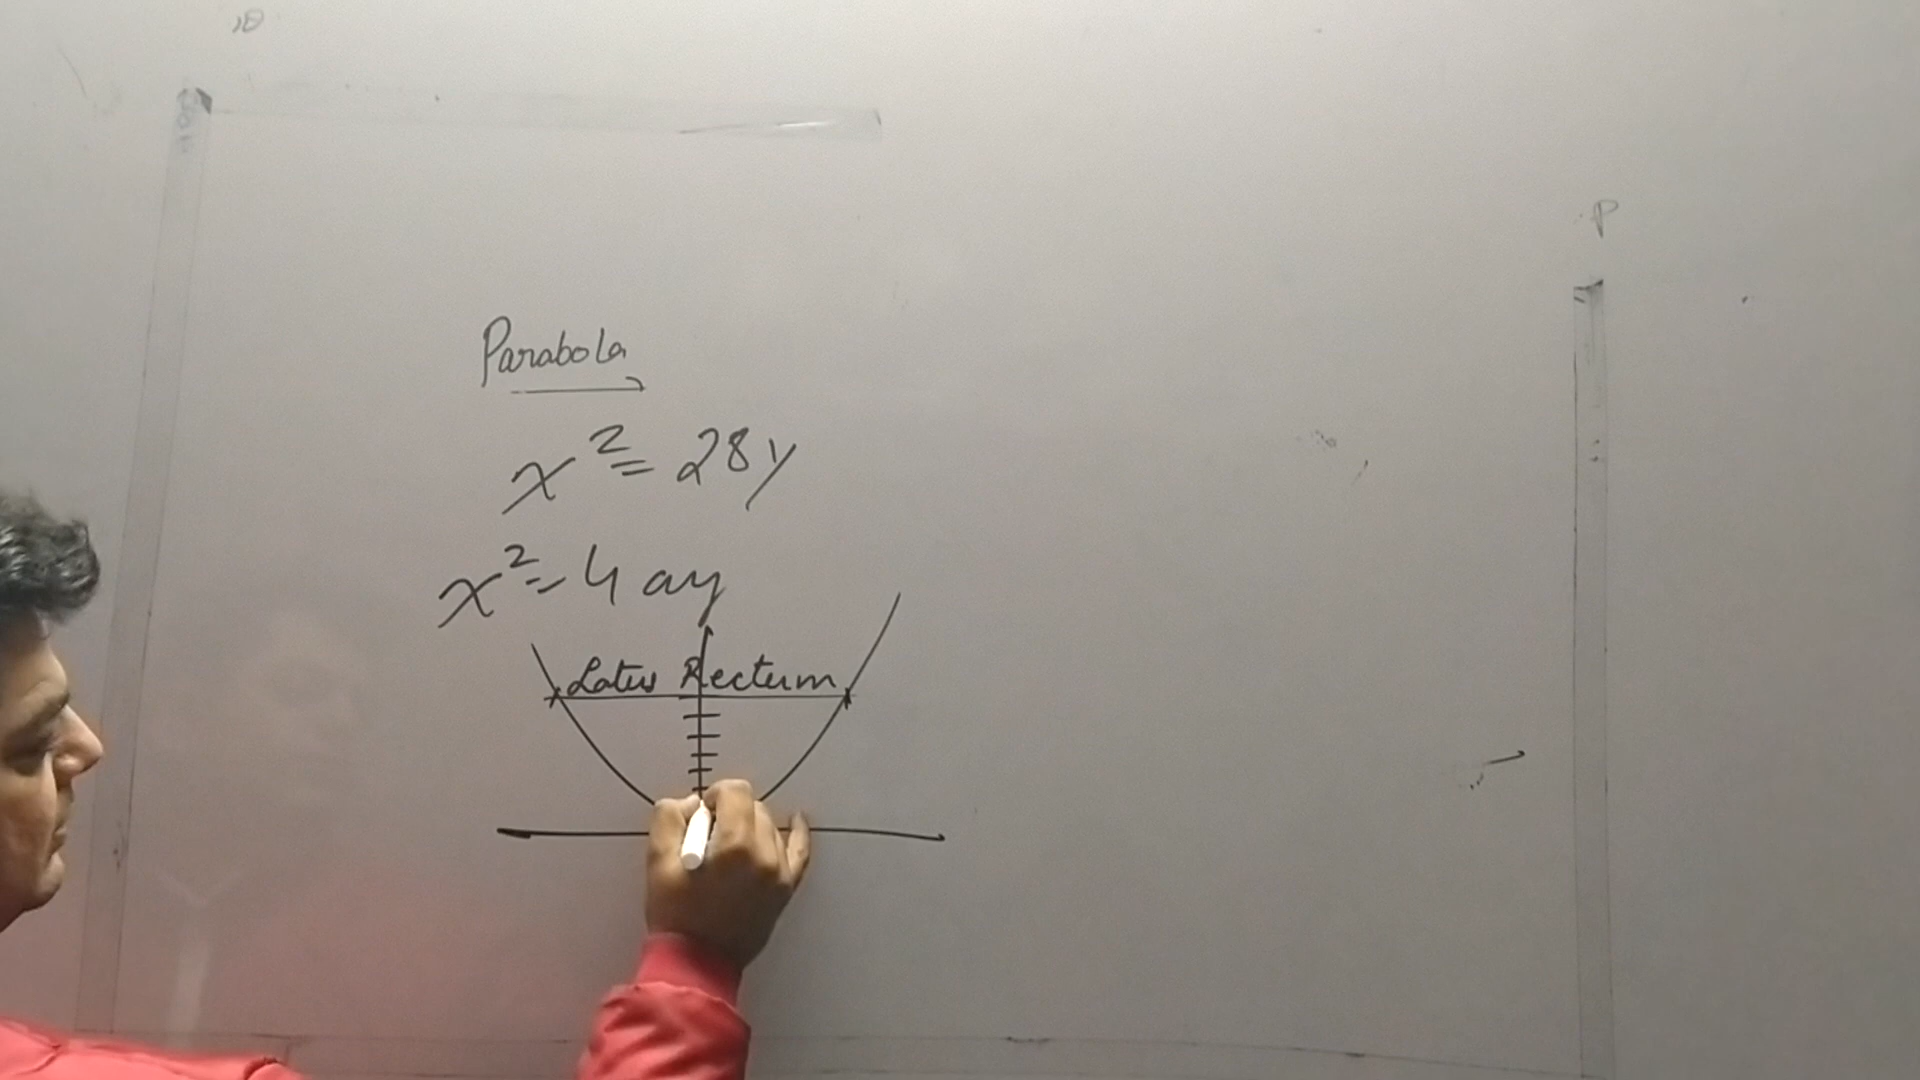 Parabola
x² = 28y
x² = 4ay
Latus Rectum
P